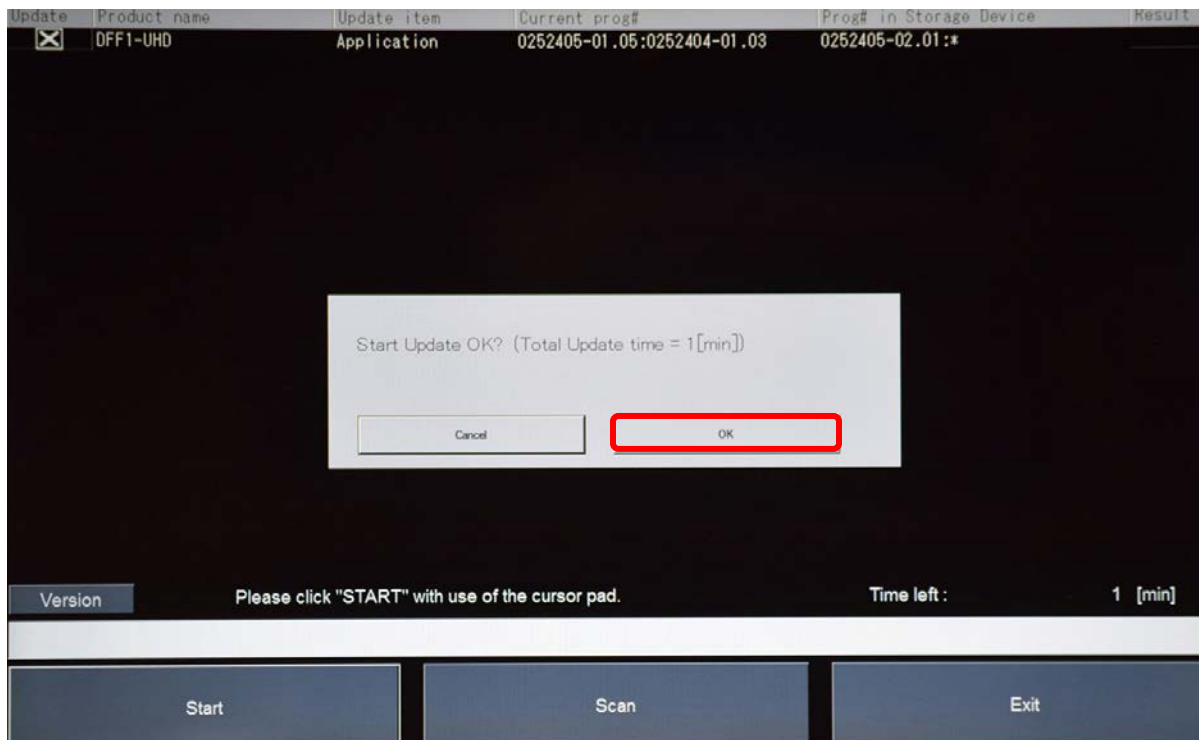 Update Product name Update item Current prog# Prog# in Storage Device Result
DFF1-UHD Application 0252405-01.05:0252404-01.03 0252405-02.01:*
Start Update OK? (Total Update time = 1[min])
Cancel OK
Version Please click "START" with use of the cursor pad. Time left : 1 [min]
Start Scan Exit